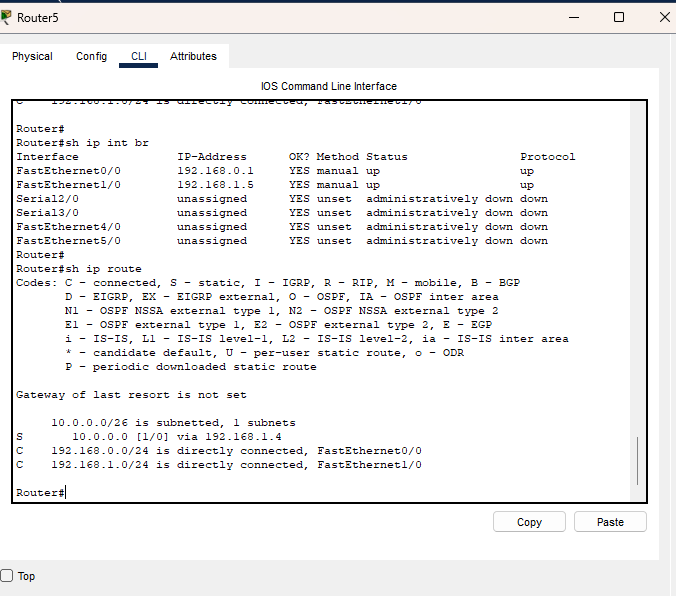 Router5
Physical Config CLI Attributes
IOS Command Line Interface
C 192.168.1.0/24 is directly connected, FastEthernet1/0
Router#
Router#sh ip int br
Interface IP-Address OK? Method Status Protocol
FastEthernet0/0 192.168.0.1 YES manual up up
FastEthernet1/0 192.168.1.5 YES manual up up
Serial2/0 unassigned YES unset administratively down down
Serial3/0 unassigned YES unset administratively down down
FastEthernet4/0 unassigned YES unset administratively down down
FastEthernet5/0 unassigned YES unset administratively down down
Router#
Router#sh ip route
Codes: C - connected, S - static, I - IGRP, R - RIP, M - mobile, B - BGP
D - EIGRP, EX - EIGRP external, O - OSPF, IA - OSPF inter area
N1 - OSPF NSSA external type 1, N2 - OSPF NSSA external type 2
E1 - OSPF external type 1, E2 - OSPF external type 2, E - EGP
i - IS-IS, L1 - IS-IS level-1, L2 - IS-IS level-2, ia - IS-IS inter area
* - candidate default, U - per-user static route, o - ODR
P - periodic downloaded static route
Gateway of last resort is not set
10.0.0.0/26 is subnetted, 1 subnets
S 10.0.0.0 [1/0] via 192.168.1.4
C 192.168.0.0/24 is directly connected, FastEthernet0/0
C 192.168.1.0/24 is directly connected, FastEthernet1/0
Router#
Copy Paste
Top